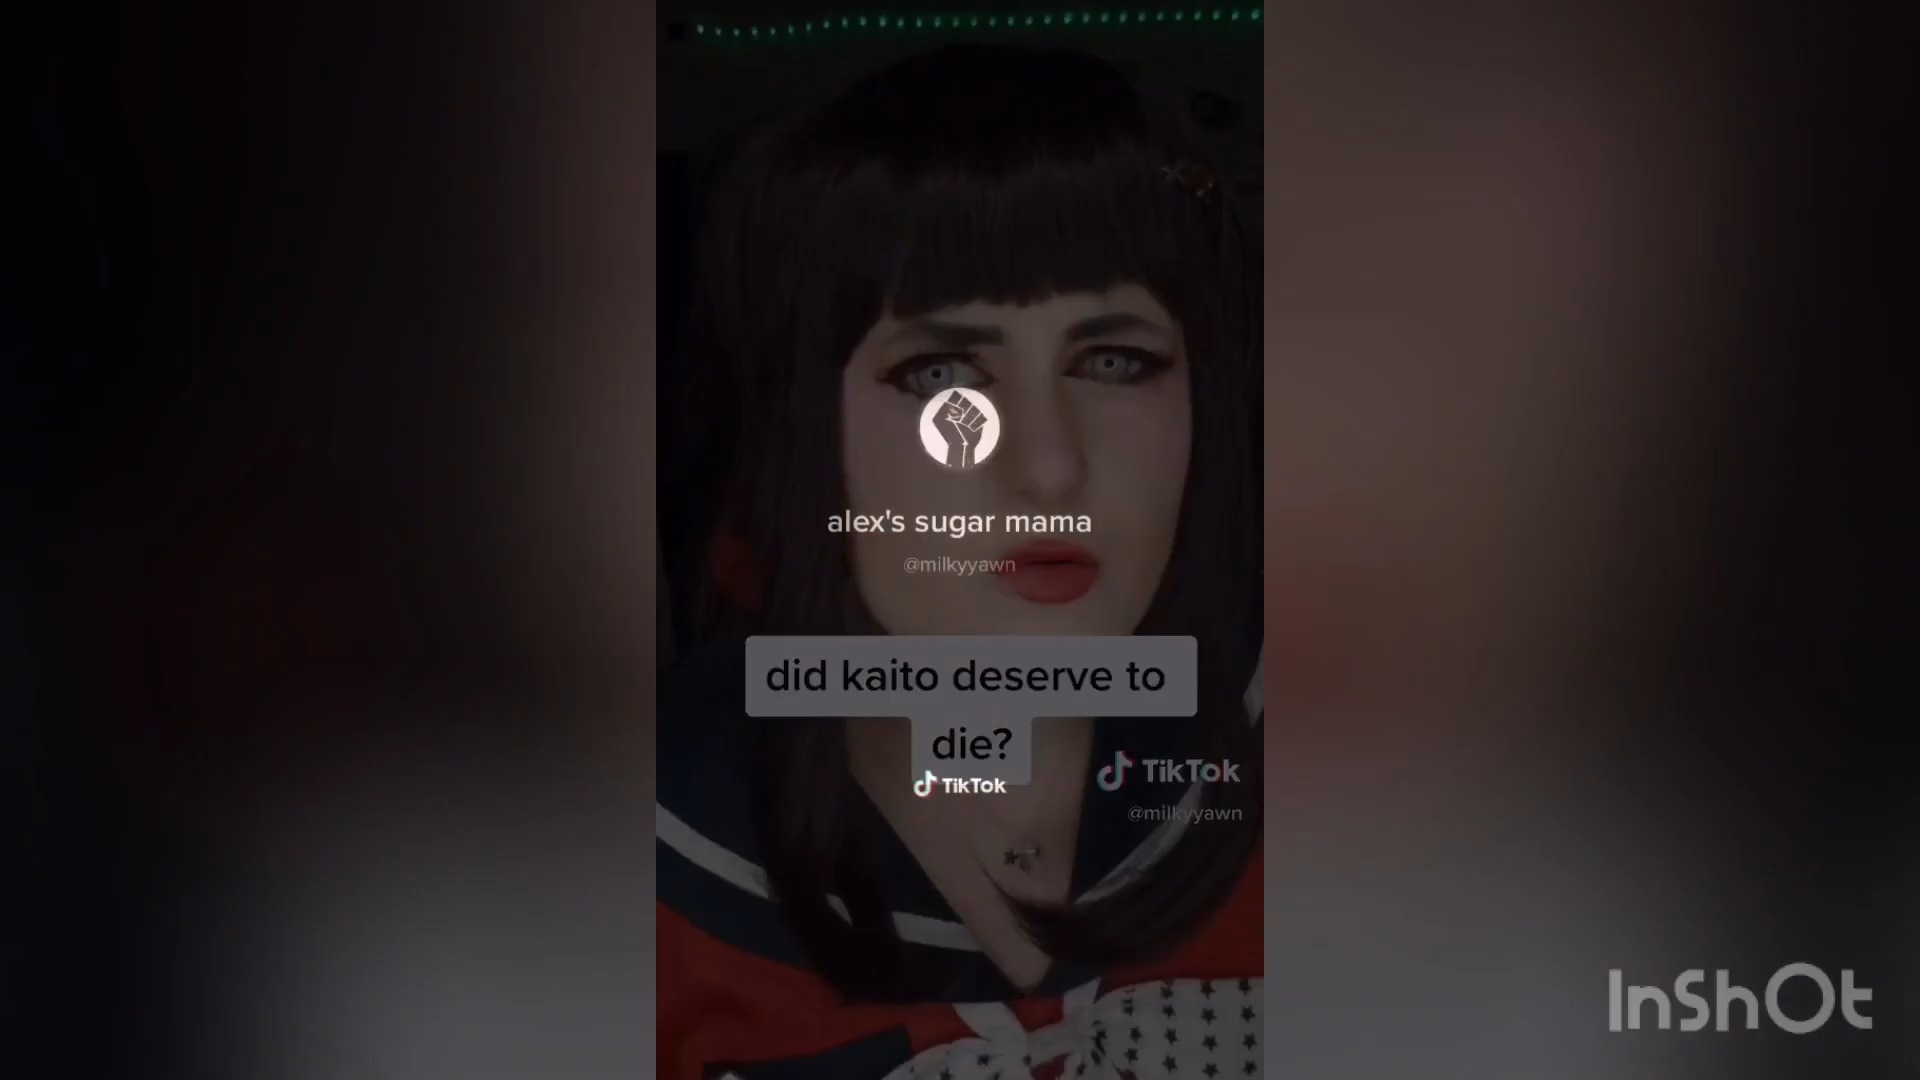 alex's sugar mama
@milkyyawn
did kaito deserve to
die?
TikTok
TikTok
@milkyyawn
InShOt